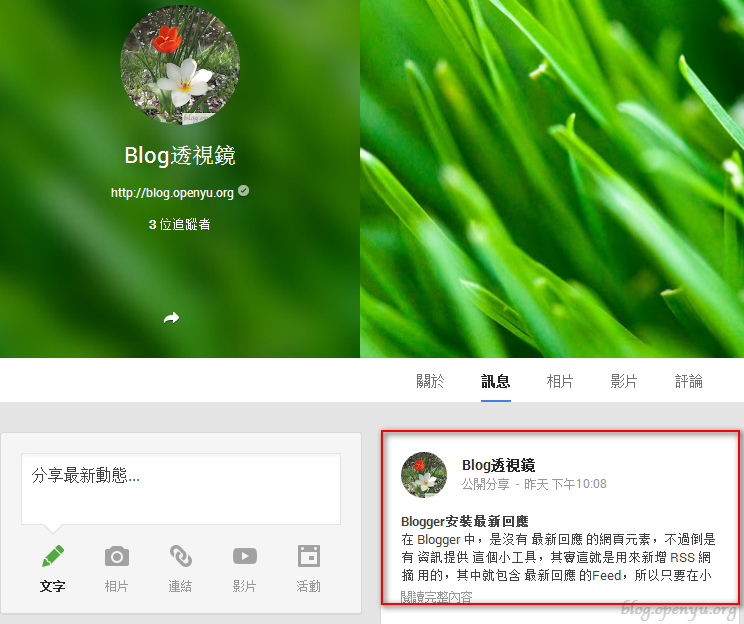 Blog透視鏡
http://blog.openyu.org
3 位追蹤者
關於 訊息 相片 影片 評論
分享最新動態...
文字 相片 連結 影片 活動
Blog透視鏡
公開分享 - 昨天 下午10:08
Blogger安裝最新回應
在 Blogger 中，是沒有 最新回應 的網頁元素，不過倒是
有 資訊提供 這個小工具，其實這就是用來新增 RSS 網
摘 用的，其中就包含 最新回應 的Feed，所以只要在小
閱讀完整內容
blog.openyu.org